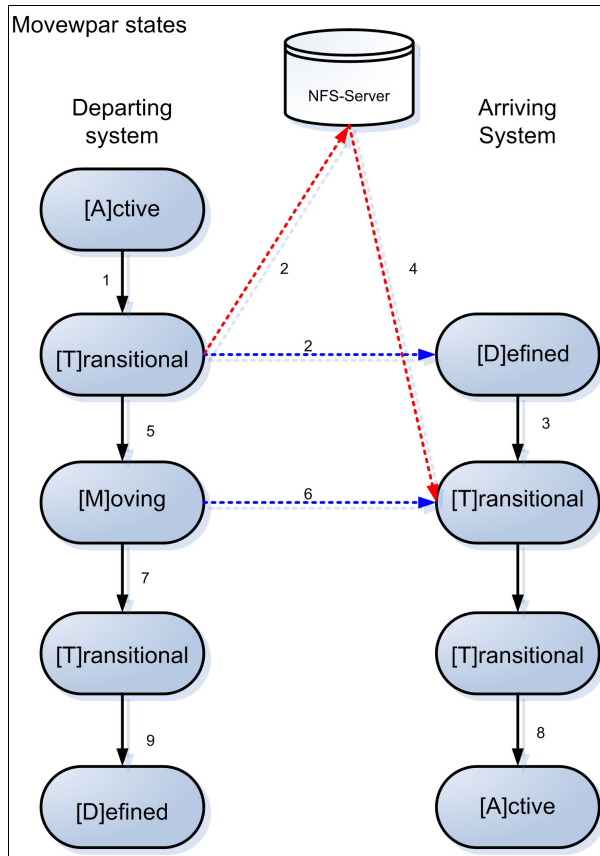 Movewpar states
NFS-Server
Departing
system
Arriving
System
[A]ctive
1
2
4
[T]ransitional
2
[D]efined
5
3
[M]oving
6
[T]ransitional
7
[T]ransitional
[T]ransitional
9
8
[D]efined
[A]ctive